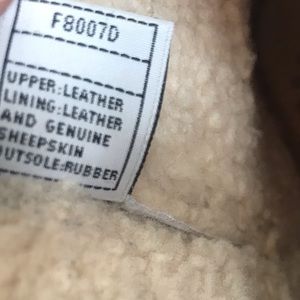 F8007D
UPPER:LEATHER
LINING:LEATHER
AND GENUINE
SHEEPSKIN
OUTSOLE:RUBBER